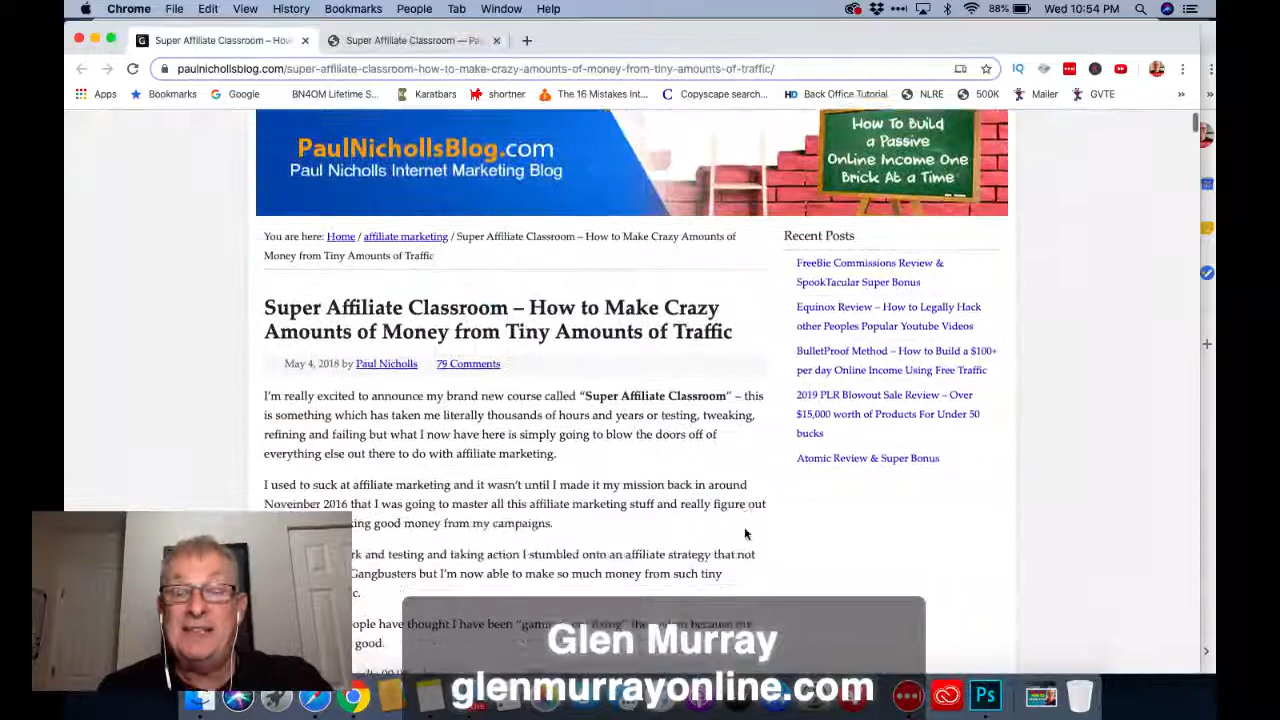 Chrome File Edit View History Bookmarks People Tab Window Help 88% Wed 10:54 PM
Super Affiliate Classroom – How
Super Affiliate Classroom — Pa
paulnichollsblog.com/super-affiliate-classroom-how-to-make-crazy-amounts-of-money-from-tiny-amounts-of-traffic/
Apps Bookmarks Google BN4OM Lifetime S... Karatbars shortner The 16 Mistakes Int... Copyscape search... Back Office Tutorial NLRE 500K Mailer GVTE
PaulNichollsBlog.com
Paul Nicholls Internet Marketing Blog
How To Build
a Passive
Online Income One
Brick At a Time
You are here: Home / affiliate marketing / Super Affiliate Classroom – How to Make Crazy Amounts of
Money from Tiny Amounts of Traffic
Super Affiliate Classroom – How to Make Crazy
Amounts of Money from Tiny Amounts of Traffic
May 4, 2018 by Paul Nicholls 79 Comments
I'm really excited to announce my brand new course called “Super Affiliate Classroom” – this
is something which has taken me literally thousands of hours and years or testing, tweaking,
refining and failing but what I now have here is simply going to blow the doors off of
everything else out there to do with affiliate marketing.
I used to suck at affiliate marketing and it wasn't until I made it my mission back in around
November 2016 that I was going to master all this affiliate marketing stuff and really figure out
king good money from my campaigns.
rk and testing and taking action I stumbled onto an affiliate strategy that not
Gangbusters but I'm now able to make so much money from such tiny
c.
ople have thought I have been
good.
Recent Posts
FreeBie Commissions Review &
SpookTacular Super Bonus
Equinox Review – How to Legally Hack
other Peoples Popular Youtube Videos
BulletProof Method – How to Build a $100+
per day Online Income Using Free Traffic
2019 PLR Blowout Sale Review – Over
$15,000 worth of Products For Under 50
bucks
Atomic Review & Super Bonus
Glen Murray
glenmurrayonline.com
Ps